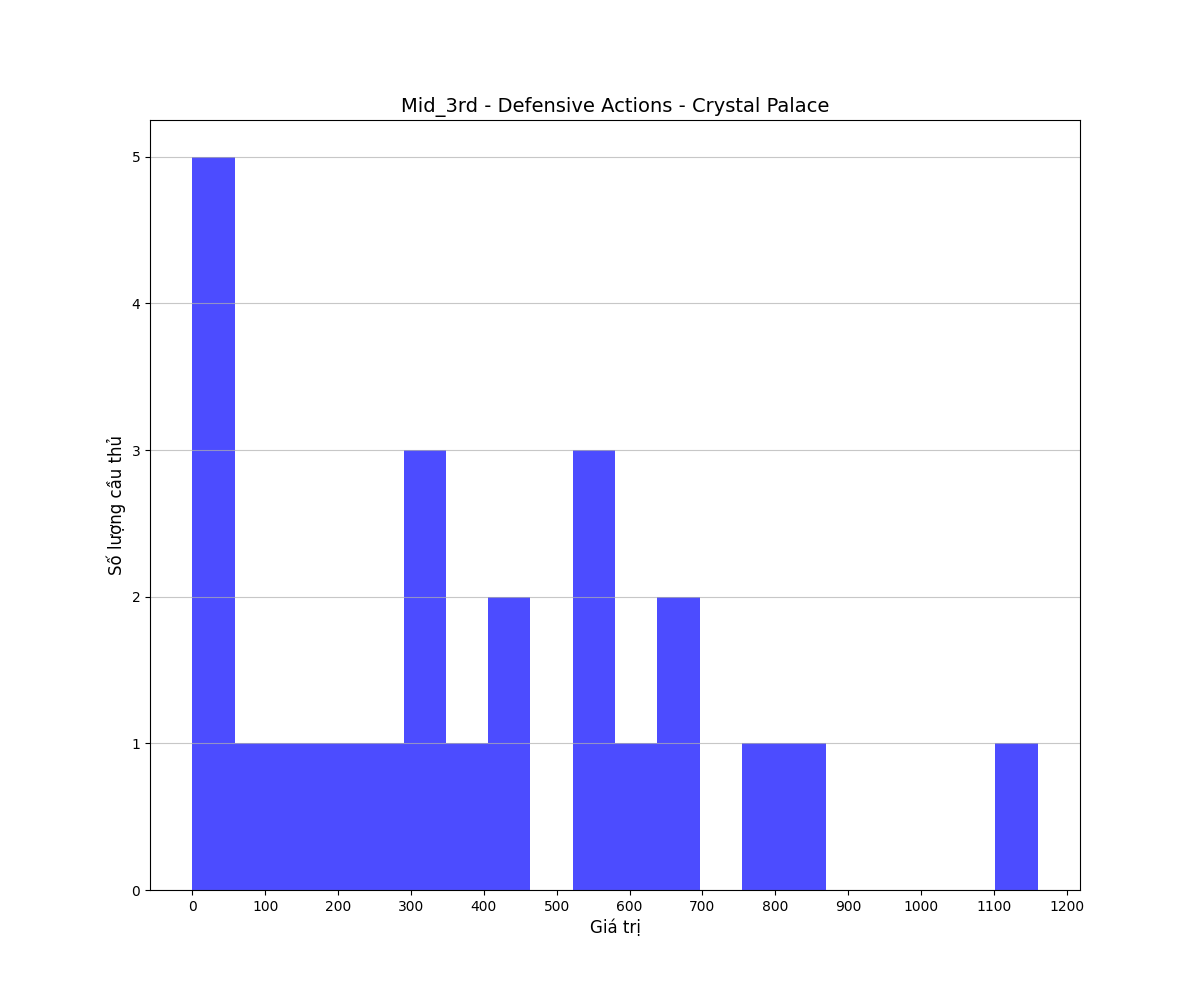 Mid_3rd - Defensive Actions - Crystal Palace
5
4
3
2
1
0
Số lượng cầu thủ
0 100 200 300 400 500 600 700 800 900 1000 1100 1200
Giá trị